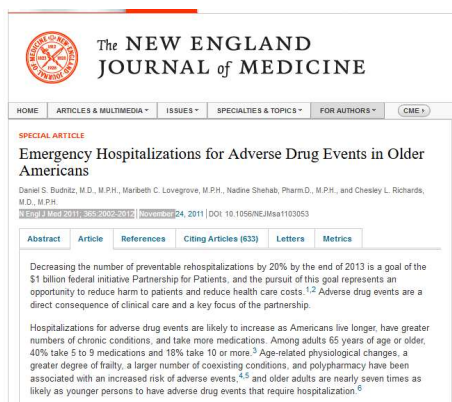 The NEW ENGLAND
JOURNAL of MEDICINE
HOME ARTICLES & MULTIMEDIA ISSUES SPECIALTIES & TOPICS FOR AUTHORS CME
SPECIAL ARTICLE
Emergency Hospitalizations for Adverse Drug Events in Older
Americans
Daniel S. Budnitz, M.D., M.P.H., Maribeth C. Lovegrove, M.P.H., Nadine Shehab, Pharm.D., M.P.H., and Chesley L. Richards,
M.D., M.P.H.
N Engl J Med 2011; 365:2002-2012 November 24, 2011 DOI: 10.1056/NEJMsa1103053
Abstract Article References Citing Articles (633) Letters Metrics
Decreasing the number of preventable rehospitalizations by 20% by the end of 2013 is a goal of the
$1 billion federal initiative Partnership for Patients, and the pursuit of this goal represents an
opportunity to reduce harm to patients and reduce health care costs.1,2 Adverse drug events are a
direct consequence of clinical care and a key focus of the partnership.
Hospitalizations for adverse drug events are likely to increase as Americans live longer, have greater
numbers of chronic conditions, and take more medications. Among adults 65 years of age or older,
40% take 5 to 9 medications and 18% take 10 or more.3 Age-related physiological changes, a
greater degree of frailty, a larger number of coexisting conditions, and polypharmacy have been
associated with an increased risk of adverse events,4,5 and older adults are nearly seven times as
likely as younger persons to have adverse drug events that require hospitalization.6